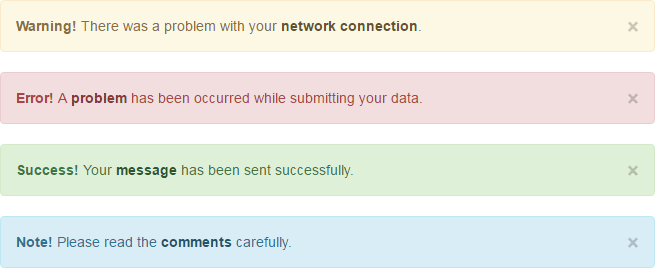 Warning! There was a problem with your network connection. ×
Error! A problem has been occurred while submitting your data. ×
Success! Your message has been sent successfully. ×
Note! Please read the comments carefully. ×